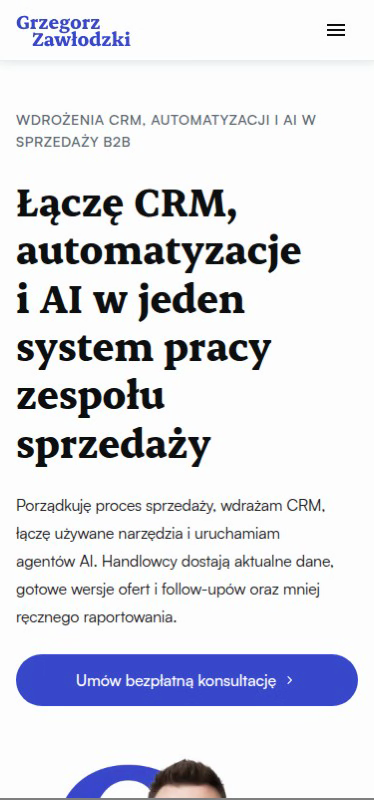 Grzegorz
Zawłodzki
WDROŻENIA CRM, AUTOMATYZACJI I AI W
SPRZEDAŻY B2B
Łączę CRM,
automatyzacje
i AI w jeden
system pracy
zespołu
sprzedaży
Porządkuję proces sprzedaży, wdrażam CRM,
łączę używane narzędzia i uruchamiam
agentów AI. Handlowcy dostają aktualne dane,
gotowe wersje ofert i follow-upów oraz mniej
ręcznego raportowania.
Umów bezpłatną konsultację